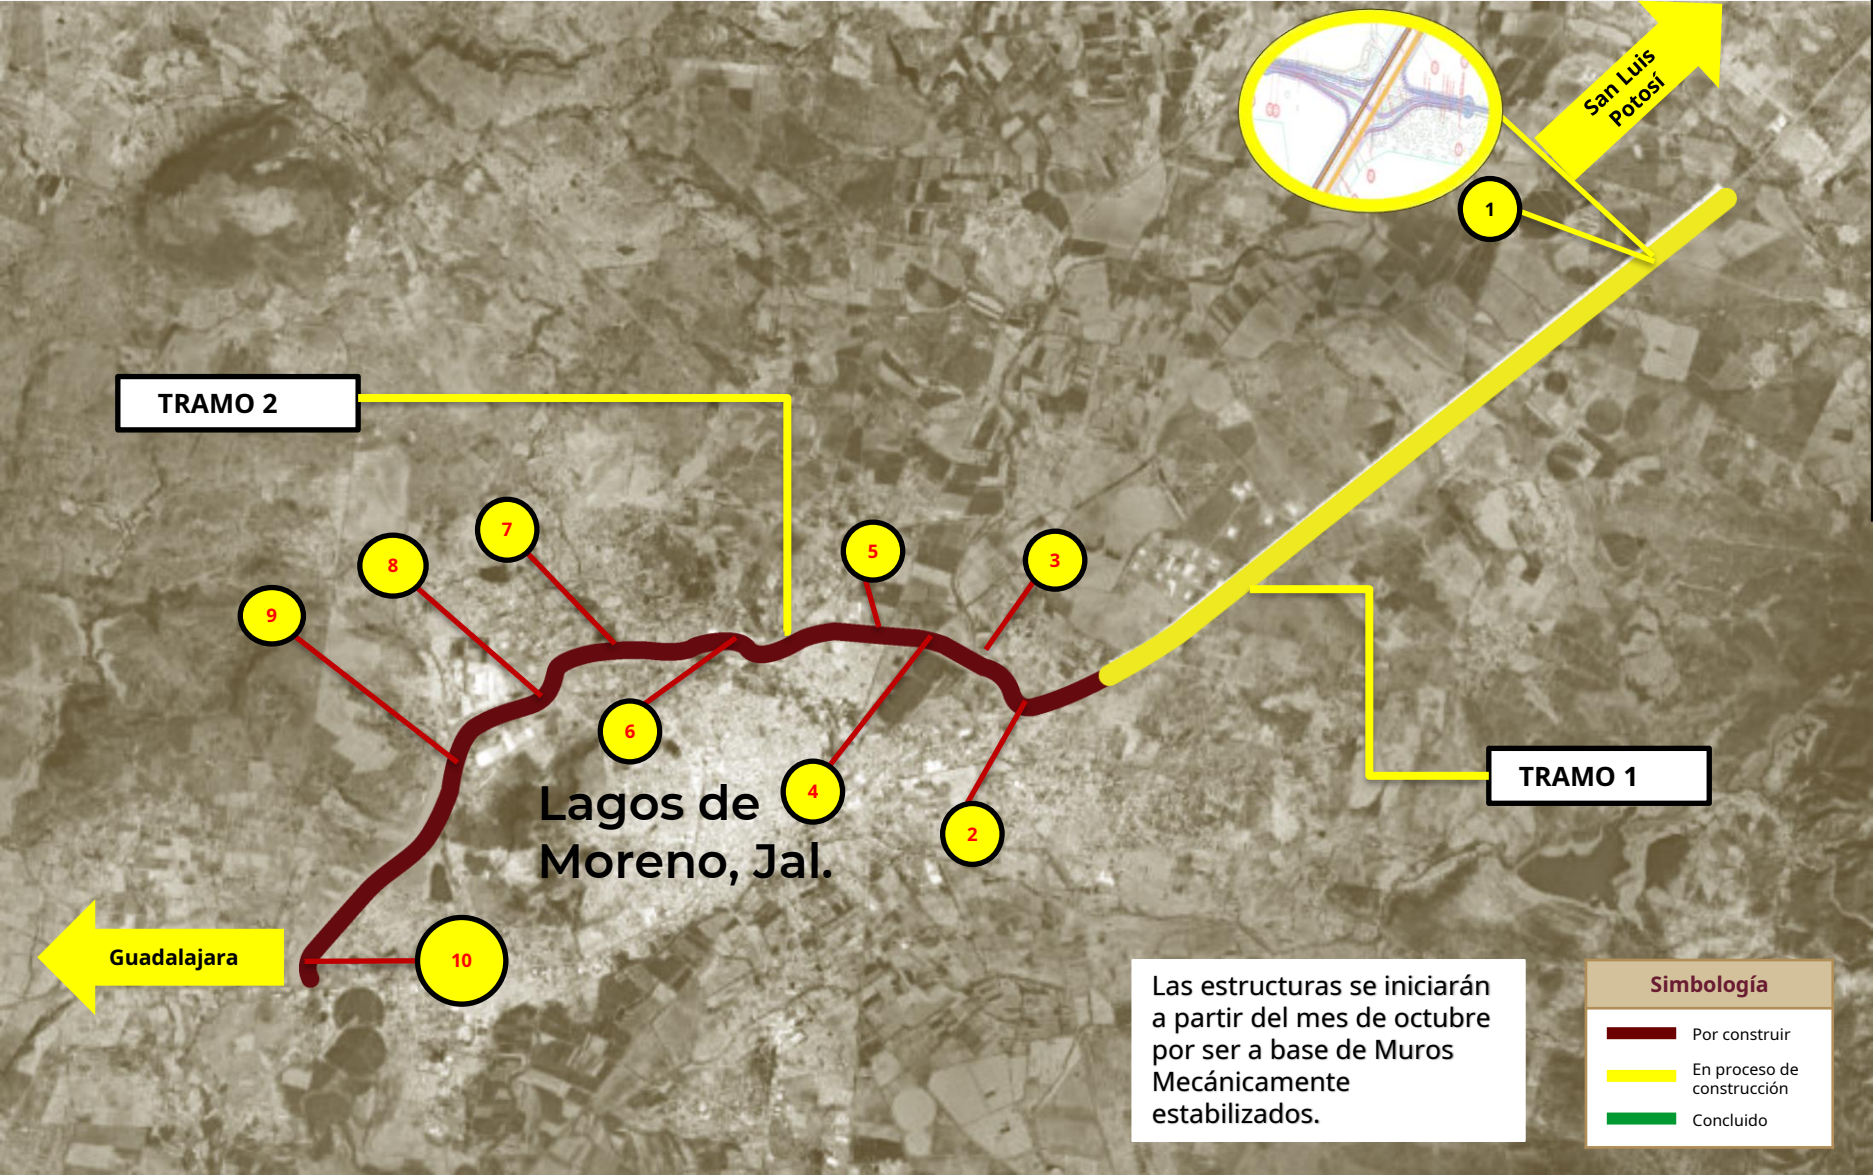 San Luis
Potosí
1
TRAMO 2
7
5
3
8
9
6
TRAMO 1
4
Lagos de
Moreno, Jal.
2
Guadalajara
10
Las estructuras se iniciarán
a partir del mes de octubre
por ser a base de Muros
Mecánicamente
estabilizados.
Simbología
Por construir
En proceso de
construcción
Concluido